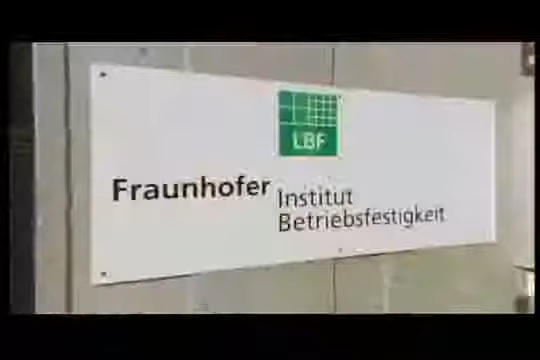 LBF
Fraunhofer Institut
Betriebsfestigkeit